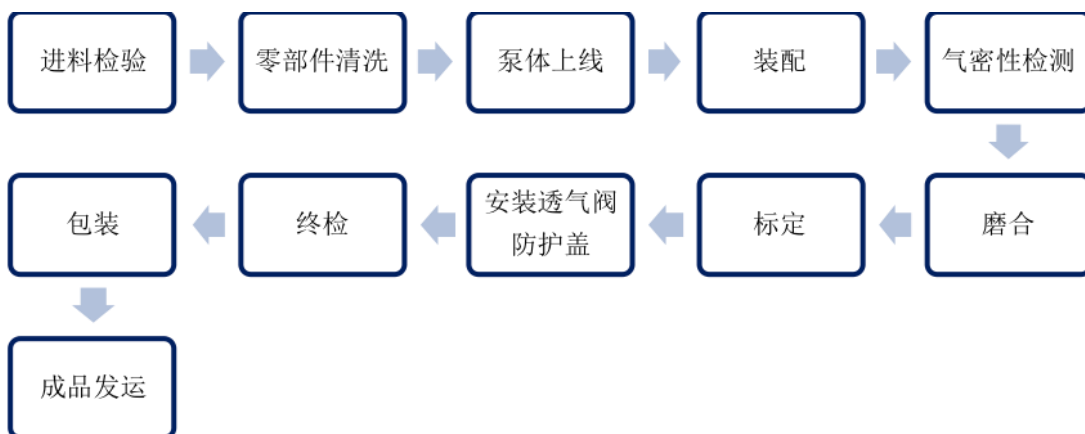 进料检验
零部件清洗
泵体上线
装配
气密性检测
磨合
标定
安装透气阀
防护盖
终检
包装
成品发运